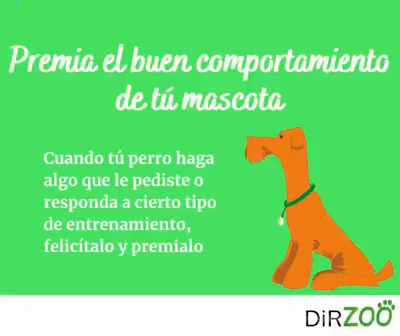 Premia el buen comportamiento
de tú mascota
Cuando tú perro haga
algo que le pediste o
responda a cierto tipo
de entrenamiento,
felicítalo y premialo
DiRZOO